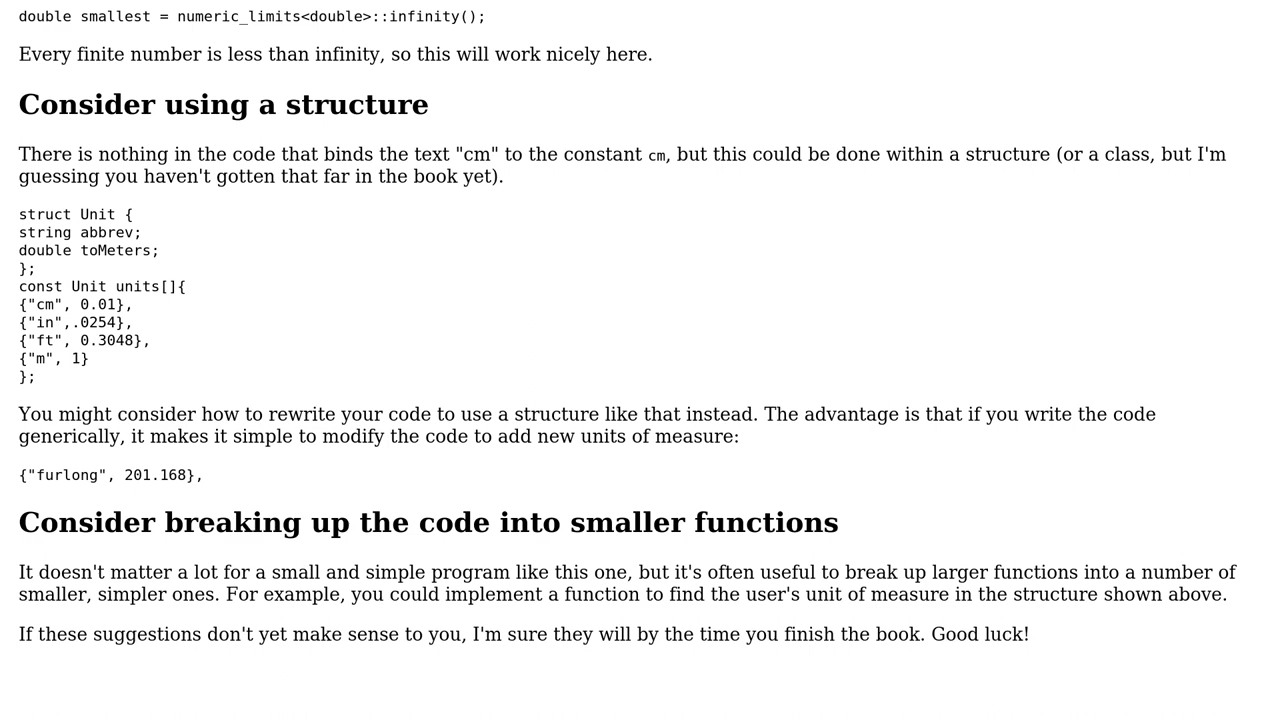 double smallest = numeric_limits<double>::infinity();
Every finite number is less than infinity, so this will work nicely here.
Consider using a structure
There is nothing in the code that binds the text "cm" to the constant cm, but this could be done within a structure (or a class, but I'm
guessing you haven't gotten that far in the book yet).
struct Unit {
string abbrev;
double toMeters;
};
const Unit units[]{
{"cm", 0.01},
{"in",.0254},
{"ft", 0.3048},
{"m", 1}
};
You might consider how to rewrite your code to use a structure like that instead. The advantage is that if you write the code
generically, it makes it simple to modify the code to add new units of measure:
{"furlong", 201.168},
Consider breaking up the code into smaller functions
It doesn't matter a lot for a small and simple program like this one, but it's often useful to break up larger functions into a number of
smaller, simpler ones. For example, you could implement a function to find the user's unit of measure in the structure shown above.
If these suggestions don't yet make sense to you, I'm sure they will by the time you finish the book. Good luck!